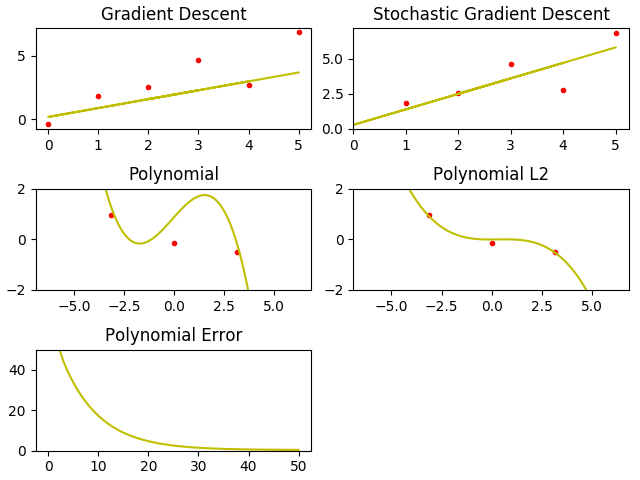 Gradient Descent
5
0
0 1 2 3 4 5
Stochastic Gradient Descent
5.0
2.5
0.0
0 1 2 3 4 5
Polynomial
2
0
−2
−5.0 −2.5 0.0 2.5 5.0
Polynomial L2
2
0
−2
−5.0 −2.5 0.0 2.5 5.0
Polynomial Error
40
20
0
0 10 20 30 40 50